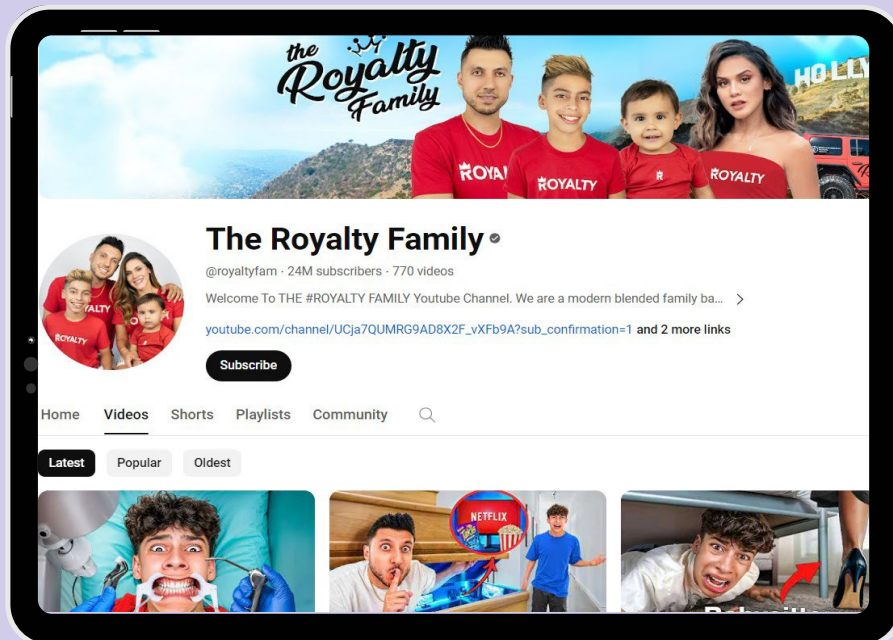 the
Royalty
Family
HOLLY
ROYAL
ROYALTY
R
ROYALTY
The Royalty Family
@royaltyfam · 24M subscribers · 770 videos
Welcome To THE #ROYALTY FAMILY Youtube Channel. We are a modern blended family ba...
youtube.com/channel/UCja7QUMRG9AD8X2F_vXFb9A?sub_confirmation=1 and 2 more links
Subscribe
Home Videos Shorts Playlists Community
Latest Popular Oldest
NETFLIX